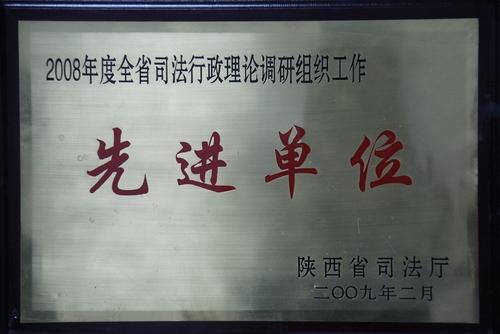 2008年度全省司法行政理论调研组织工作
先进单位
陕西省司法厅
二〇〇九年二月